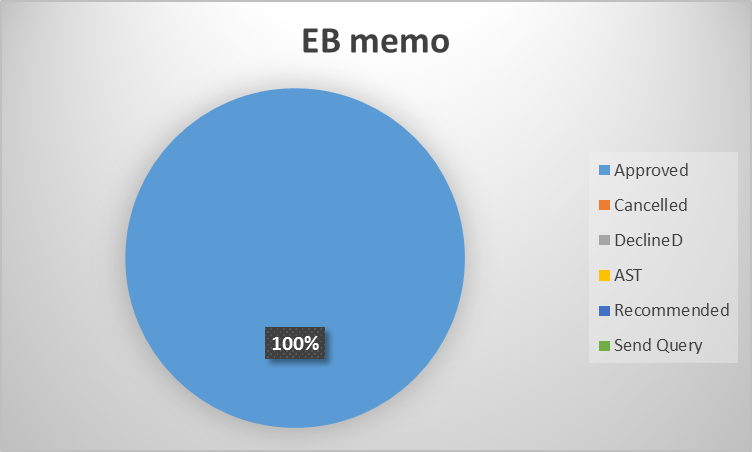 EB memo
100%
Approved
Cancelled
DeclineD
AST
Recommended
Send Query